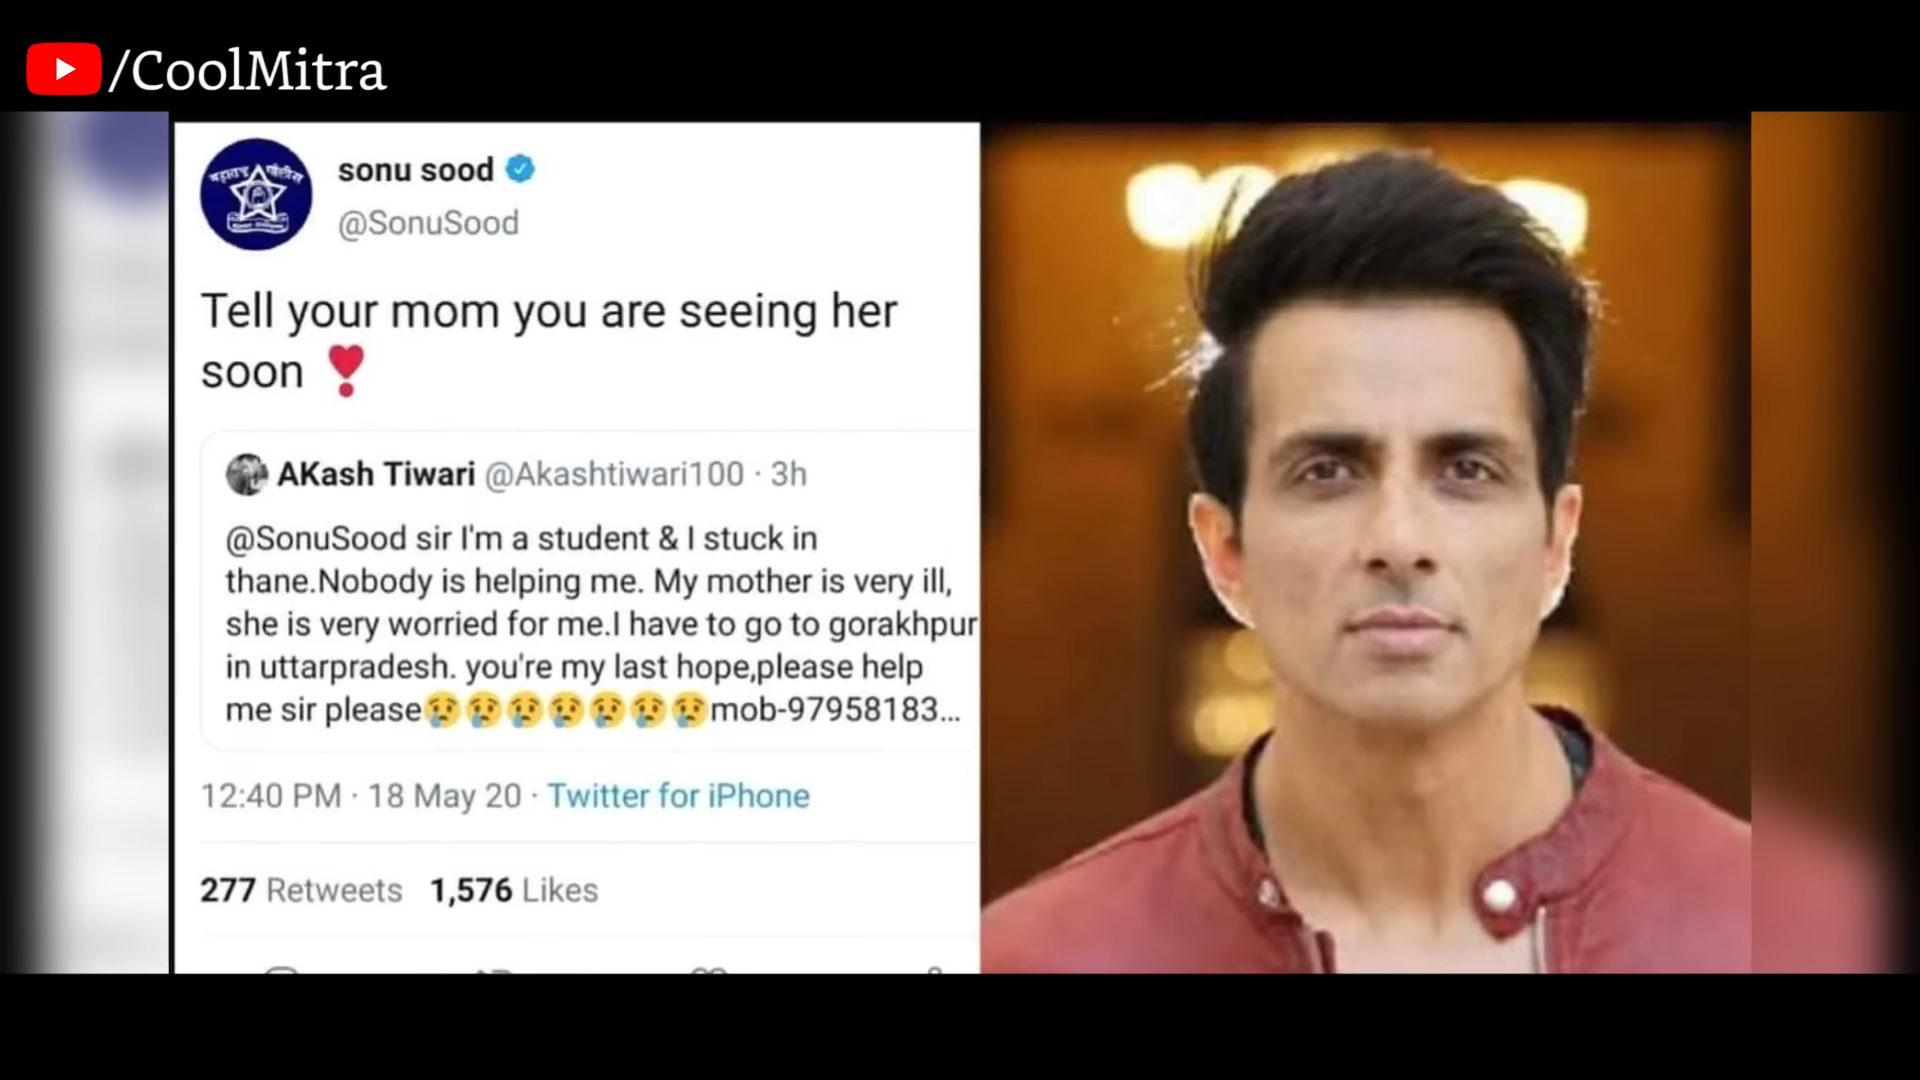 /CoolMitra
महाराष्ट्र पोलीस
sonu sood
@SonuSood
Tell your mom you are seeing her
soon ❣
AKash Tiwari @Akashtiwari100 · 3h
@SonuSood sir I'm a student & I stuck in
thane.Nobody is helping me. My mother is very ill,
she is very worried for me.I have to go to gorakhpur
in uttarpradesh. you're my last hope,please help
me sir please😢😢😢😢😢😢😢mob-97958183...
12:40 PM · 18 May 20 · Twitter for iPhone
277 Retweets 1,576 Likes